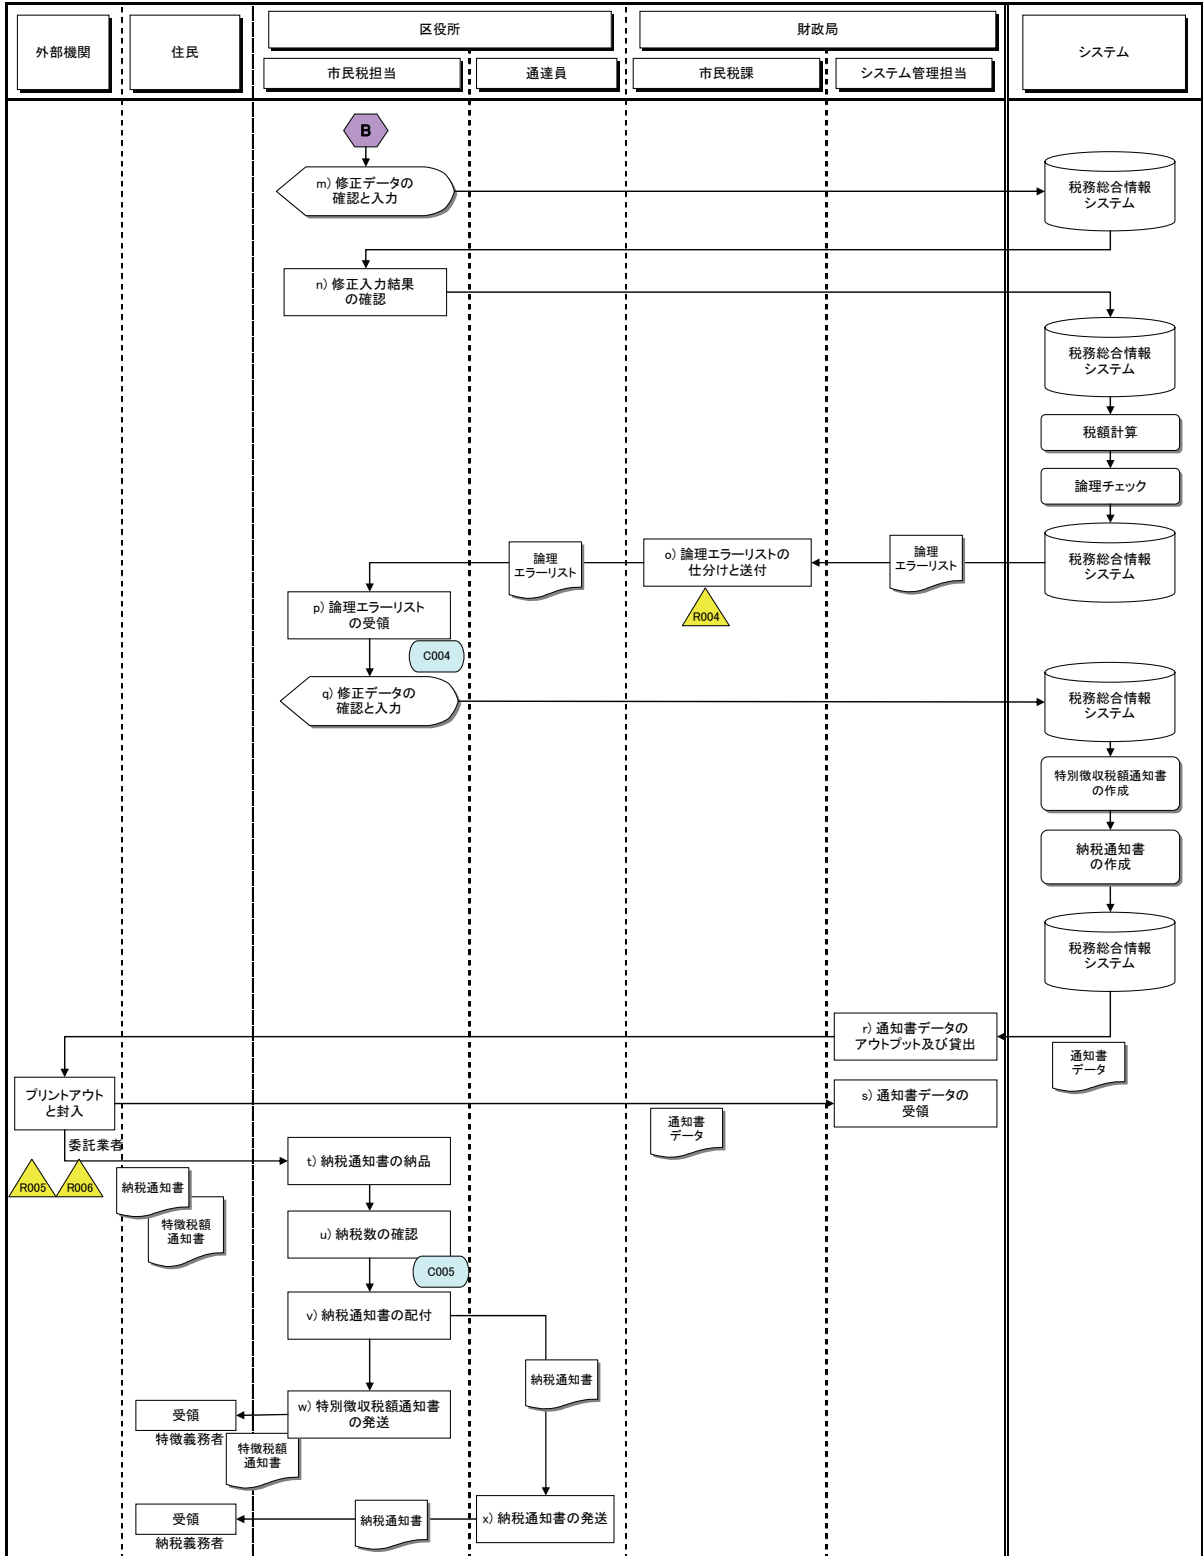 外部機関
住民
区役所
財政局
システム
市民税担当
通達員
市民税課
システム管理担当
B
m) 修正データの
確認と入力
税務総合情報
システム
n) 修正入力結果
の確認
税務総合情報
システム
税額計算
論理チェック
論理
エラーリスト
o) 論理エラーリストの
仕分けと送付
論理
エラーリスト
税務総合情報
システム
R004
p) 論理エラーリスト
の受領
C004
q) 修正データの
確認と入力
税務総合情報
システム
特別徴収税額通知書
の作成
納税通知書
の作成
税務総合情報
システム
r) 通知書データの
アウトプット及び貸出
通知書
データ
プリントアウト
と封入
s) 通知書データの
受領
通知書
データ
委託業者
R005
R006
納税通知書
特徴税額
通知書
t) 納税通知書の納品
u) 納税数の確認
C005
v) 納税通知書の配付
納税通知書
w) 特別徴収税額通知書
の発送
受領
特徴義務者
特徴税額
通知書
受領
納税義務者
納税通知書
x) 納税通知書の発送